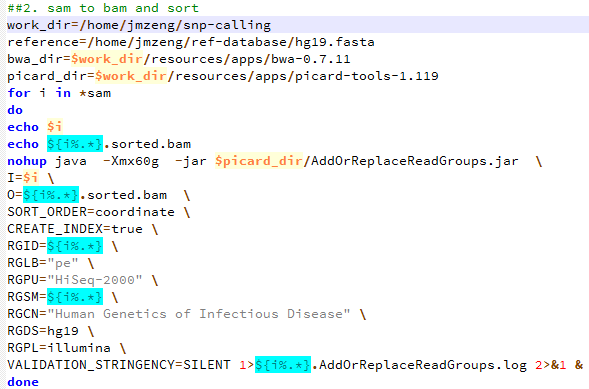 ##2. sam to bam and sort
work_dir=/home/jmzeng/snp-calling
reference=/home/jmzeng/ref-database/hg19.fasta
bwa_dir=$work_dir/resources/apps/bwa-0.7.11
picard_dir=$work_dir/resources/apps/picard-tools-1.119
for i in *sam
do
echo $i
echo ${i%.*}.sorted.bam
nohup java  -Xmx60g  -jar $picard_dir/AddOrReplaceReadGroups.jar  \
I=$i \
O=${i%.*}.sorted.bam  \
SORT_ORDER=coordinate \
CREATE_INDEX=true \
RGID=${i%.*} \
RGLB="pe" \
RGPU="HiSeq-2000" \
RGSM=${i%.*} \
RGCN="Human Genetics of Infectious Disease" \
RGDS=hg19 \
RGPL=illumina \
VALIDATION_STRINGENCY=SILENT 1>${i%.*}.AddOrReplaceReadGroups.log 2>&1 &
done